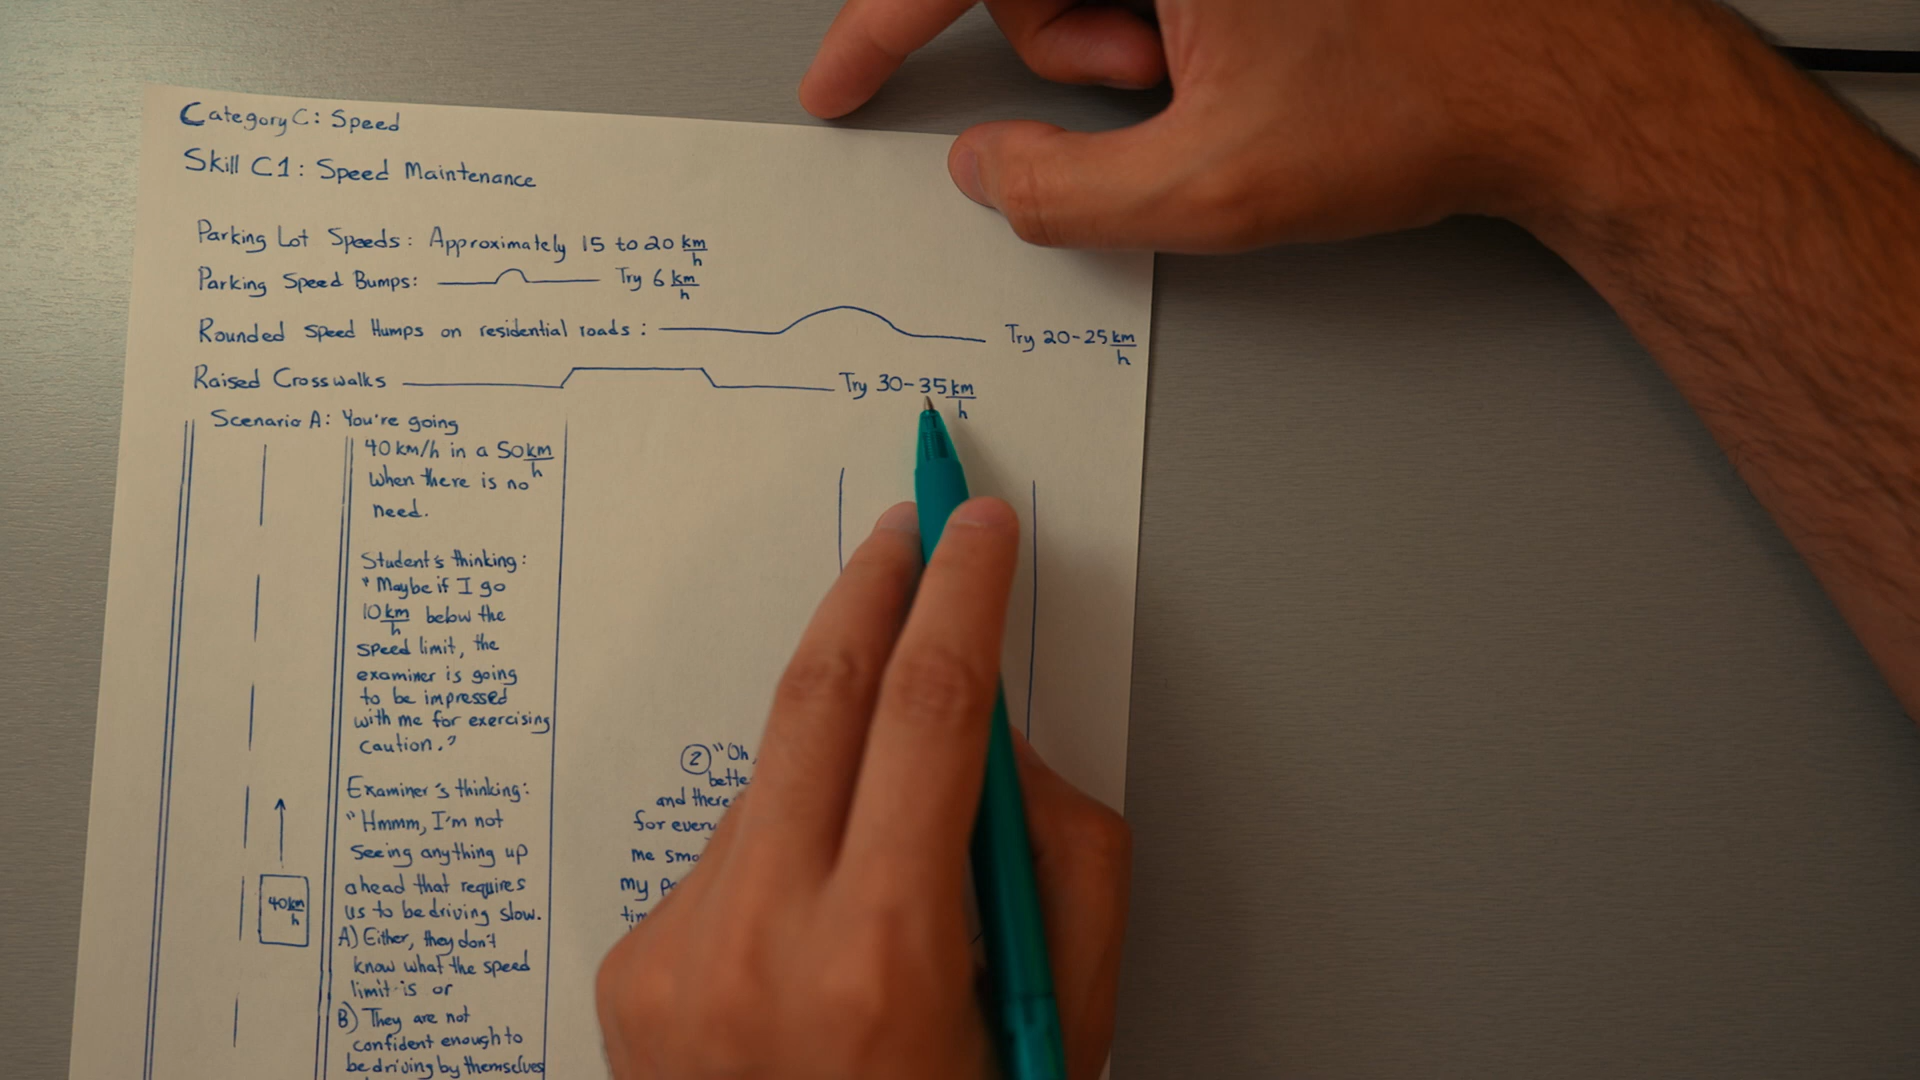 Category C: Speed
Skill C1: Speed Maintenance
Parking Lot Speeds: Approximately 15 to 20 km/h
Parking Speed Bumps: Try 6 km/h
Rounded Speed Humps on residential roads: Try 20-25 km/h
Raised Crosswalks Try 30-35 km/h
Scenario A: You're going
40 km/h in a 50 km/h
when there is no
need.
Student's thinking:
"Maybe if I go
10 km/h below the
speed limit, the
examiner is going
to be impressed
with me for exercising
caution."
Examiner's thinking:
"Hmmm, I'm not
seeing anything up
ahead that requires
us to be driving slow.
A) Either, they don't
know what the speed
limit is or
B) They are not
confident enough to
be driving by themselves
40 km/h
2 "Oh,
and there
for every
me
my